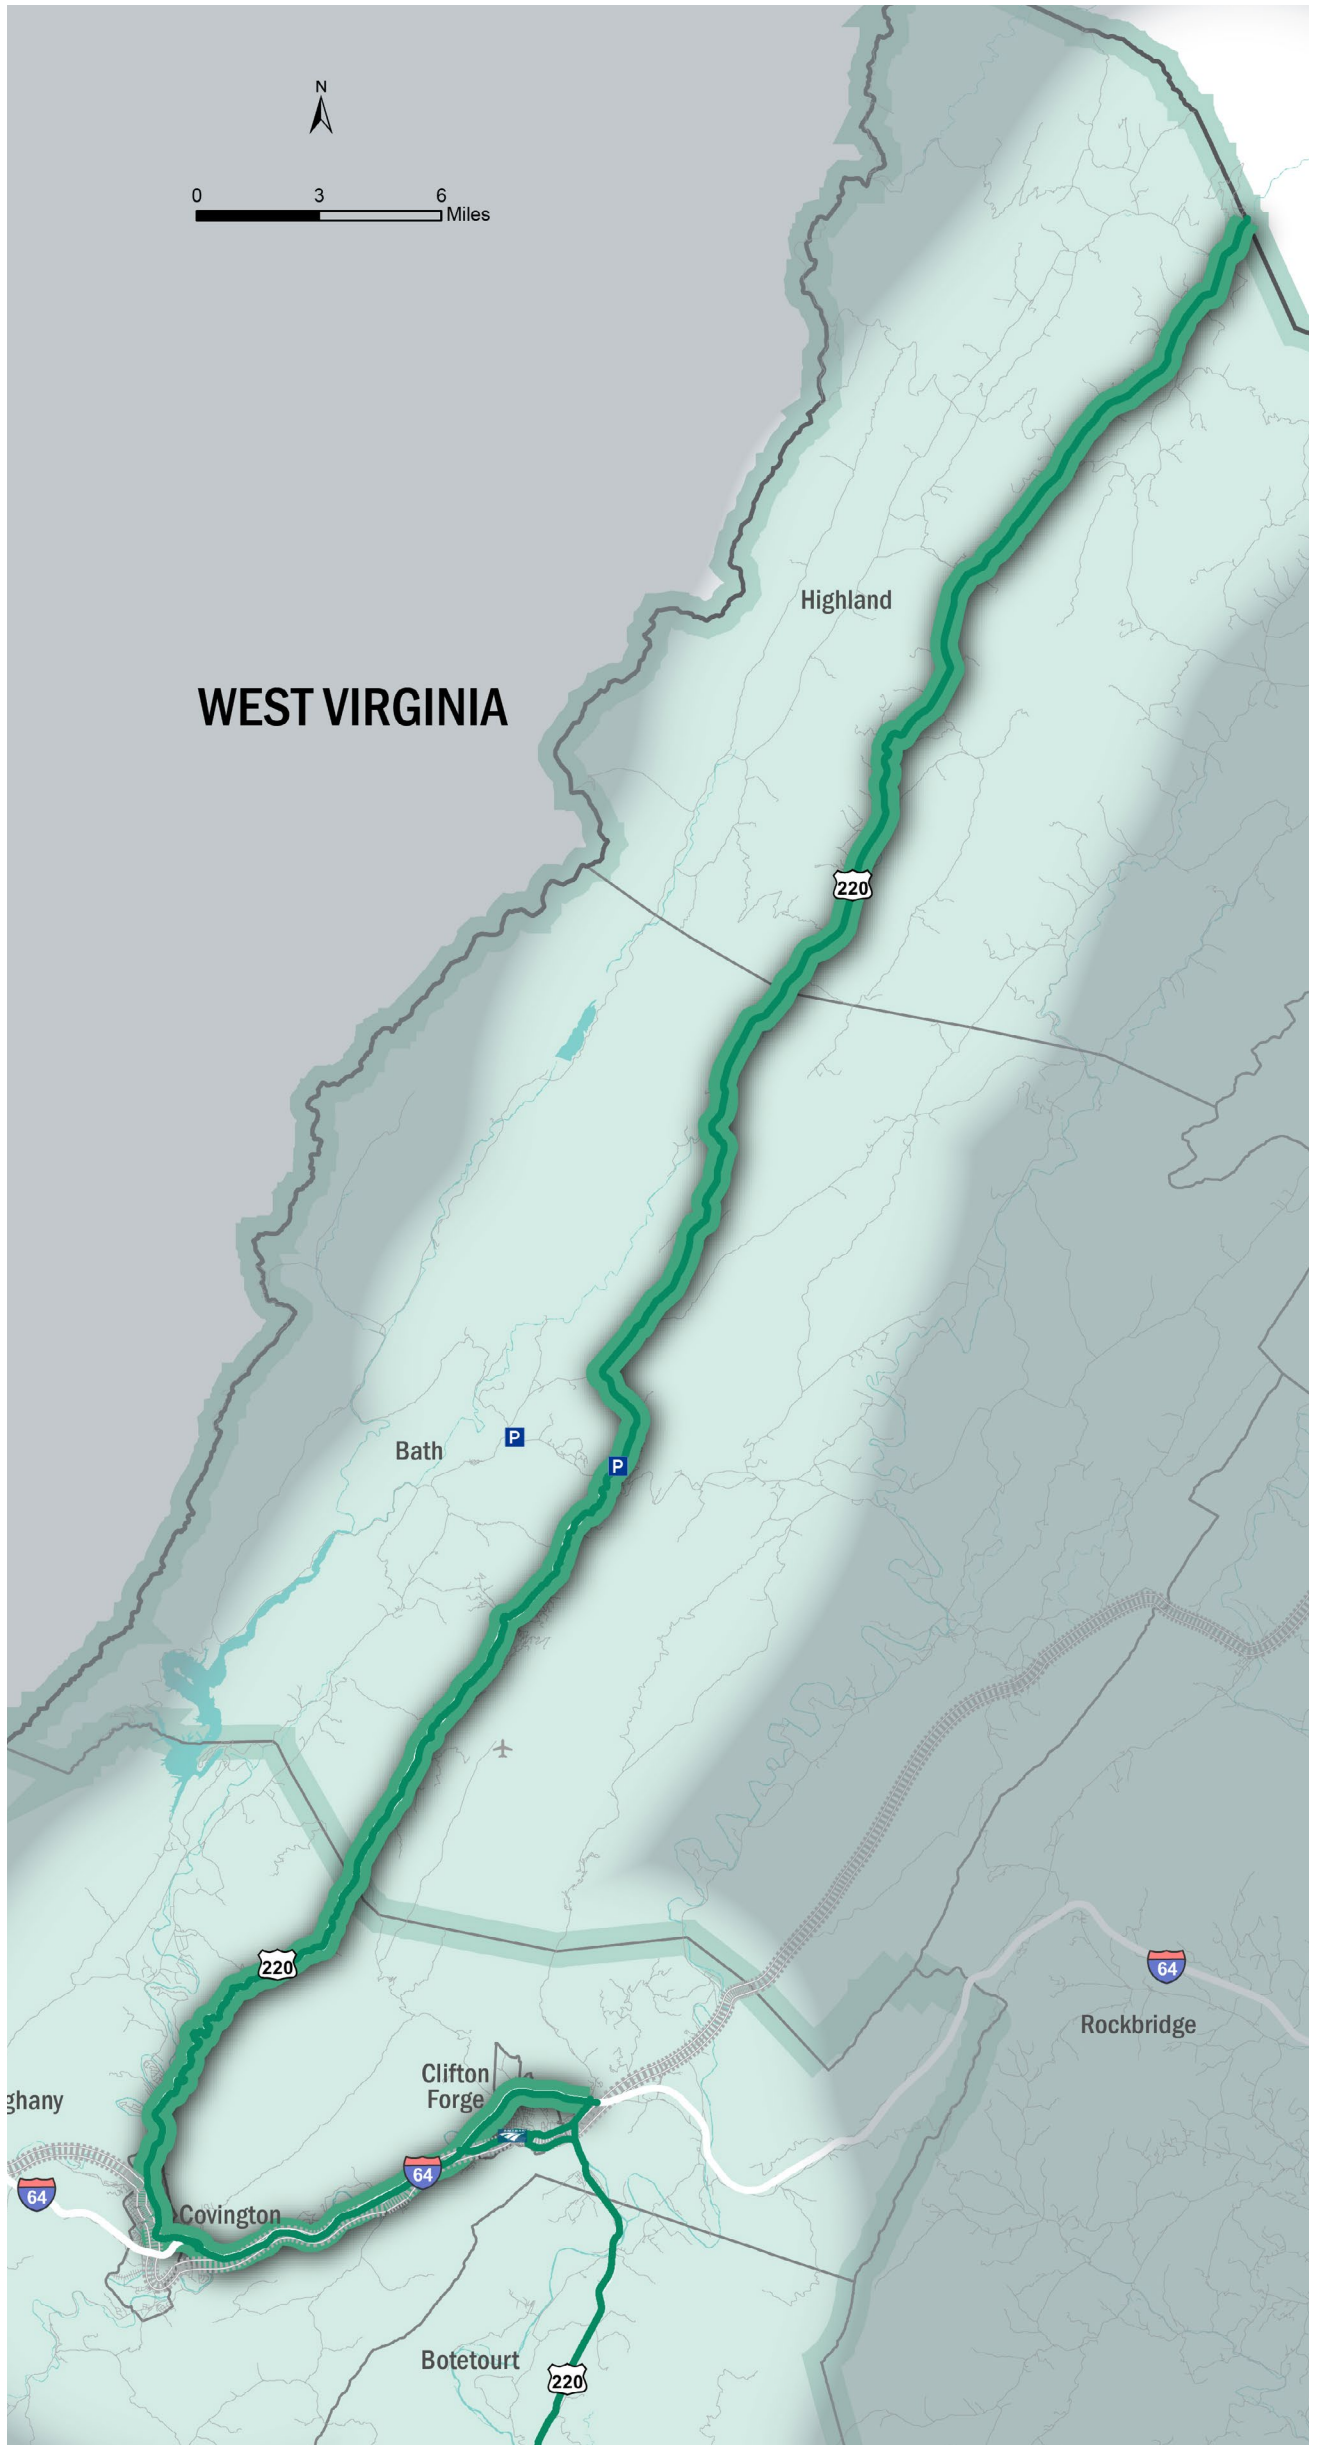 N
0 3 6
Miles
Highland
WEST VIRGINIA
220
P
Bath
P
220
64
Rockbridge
Clifton
Forge
ghany
64
64
Covington
Botetourt
220